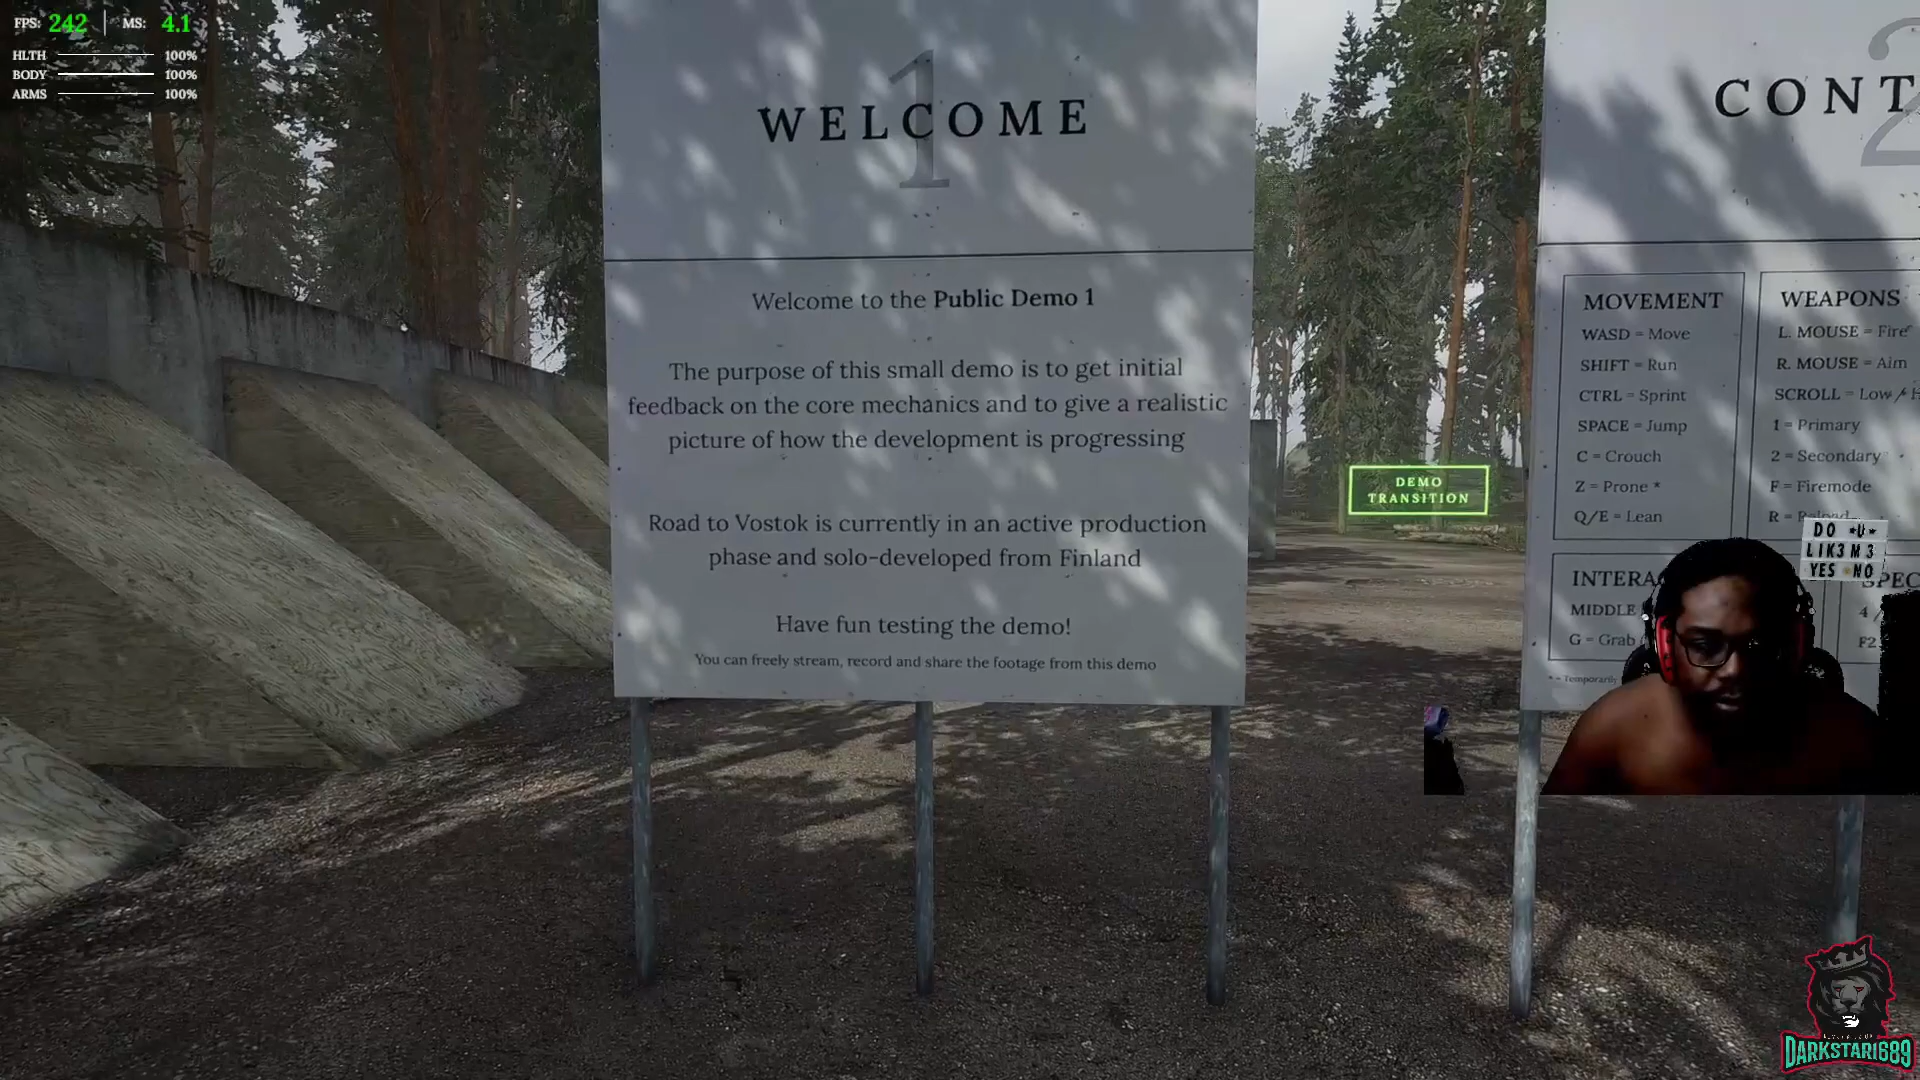 FPS: 242 | MS: 4.1
HLTH 100%
BODY 100%
ARMS 100%
1
WELCOME
Welcome to the Public Demo 1
The purpose of this small demo is to get initial
feedback on the core mechanics and to give a realistic
picture of how the development is progressing
Road to Vostok is currently in an active production
phase and solo-developed from Finland
Have fun testing the demo!
You can freely stream, record and share the footage from this demo
DEMO
TRANSITION
2
CONT
MOVEMENT
WASD = Move
SHIFT = Run
CTRL = Sprint
SPACE = Jump
C = Crouch
Z = Prone *
Q/E = Lean
WEAPONS
L. MOUSE = Fire
R. MOUSE = Aim
SCROLL = Low / H
1 = Primary
2 = Secondary
F = Firemode
R = Reload
INTERA
MIDDLE
G = Grab
* = Temporarily
SPEC
4 /
F2
DO *U*
LIK3 M3
YES NO
DARKSTAR1689